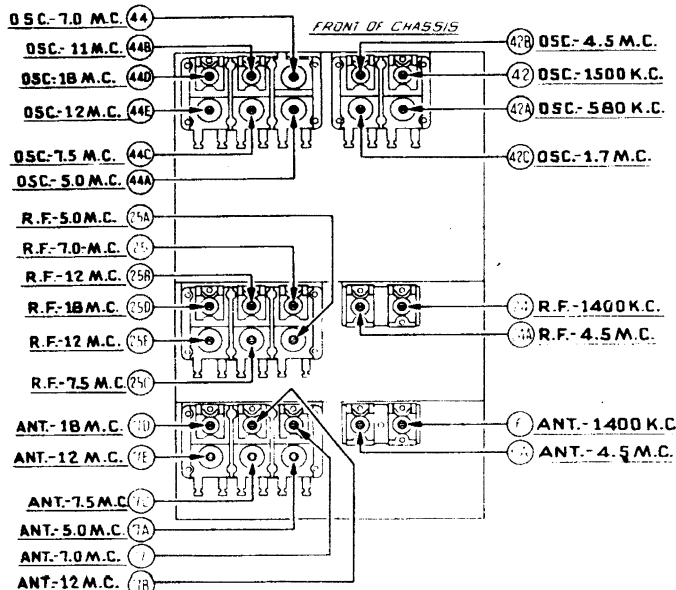 FRONT OF CHASSIS
OSC.-7.0 M.C. 44
OSC.-11 M.C. 44B
OSC.-18 M.C. 44D
OSC.-12 M.C. 44E
OSC.-7.5 M.C. 44C
OSC.-5.0 M.C. 44A
42B OSC.-4.5 M.C.
42 OSC.-1500 K.C.
42A OSC.-580 K.C.
42C OSC.-1.7 M.C.
R.F.-5.0 M.C. 25A
R.F.-7.0-M.C. 25
R.F.-12 M.C. 25B
R.F.-18 M.C. 25D
R.F.-12 M.C. 25E
R.F.-7.5 M.C. 25C
R.F.-1400 K.C.
R.F.-4.5 M.C.
ANT.-18 M.C.
ANT.-12 M.C.
ANT.-7.5 M.C.
ANT.-5.0 M.C. 7A
ANT.-7.0 M.C. 7
ANT.-12 M.C.
ANT.-1400 K.C
ANT.-4.5 M.C.